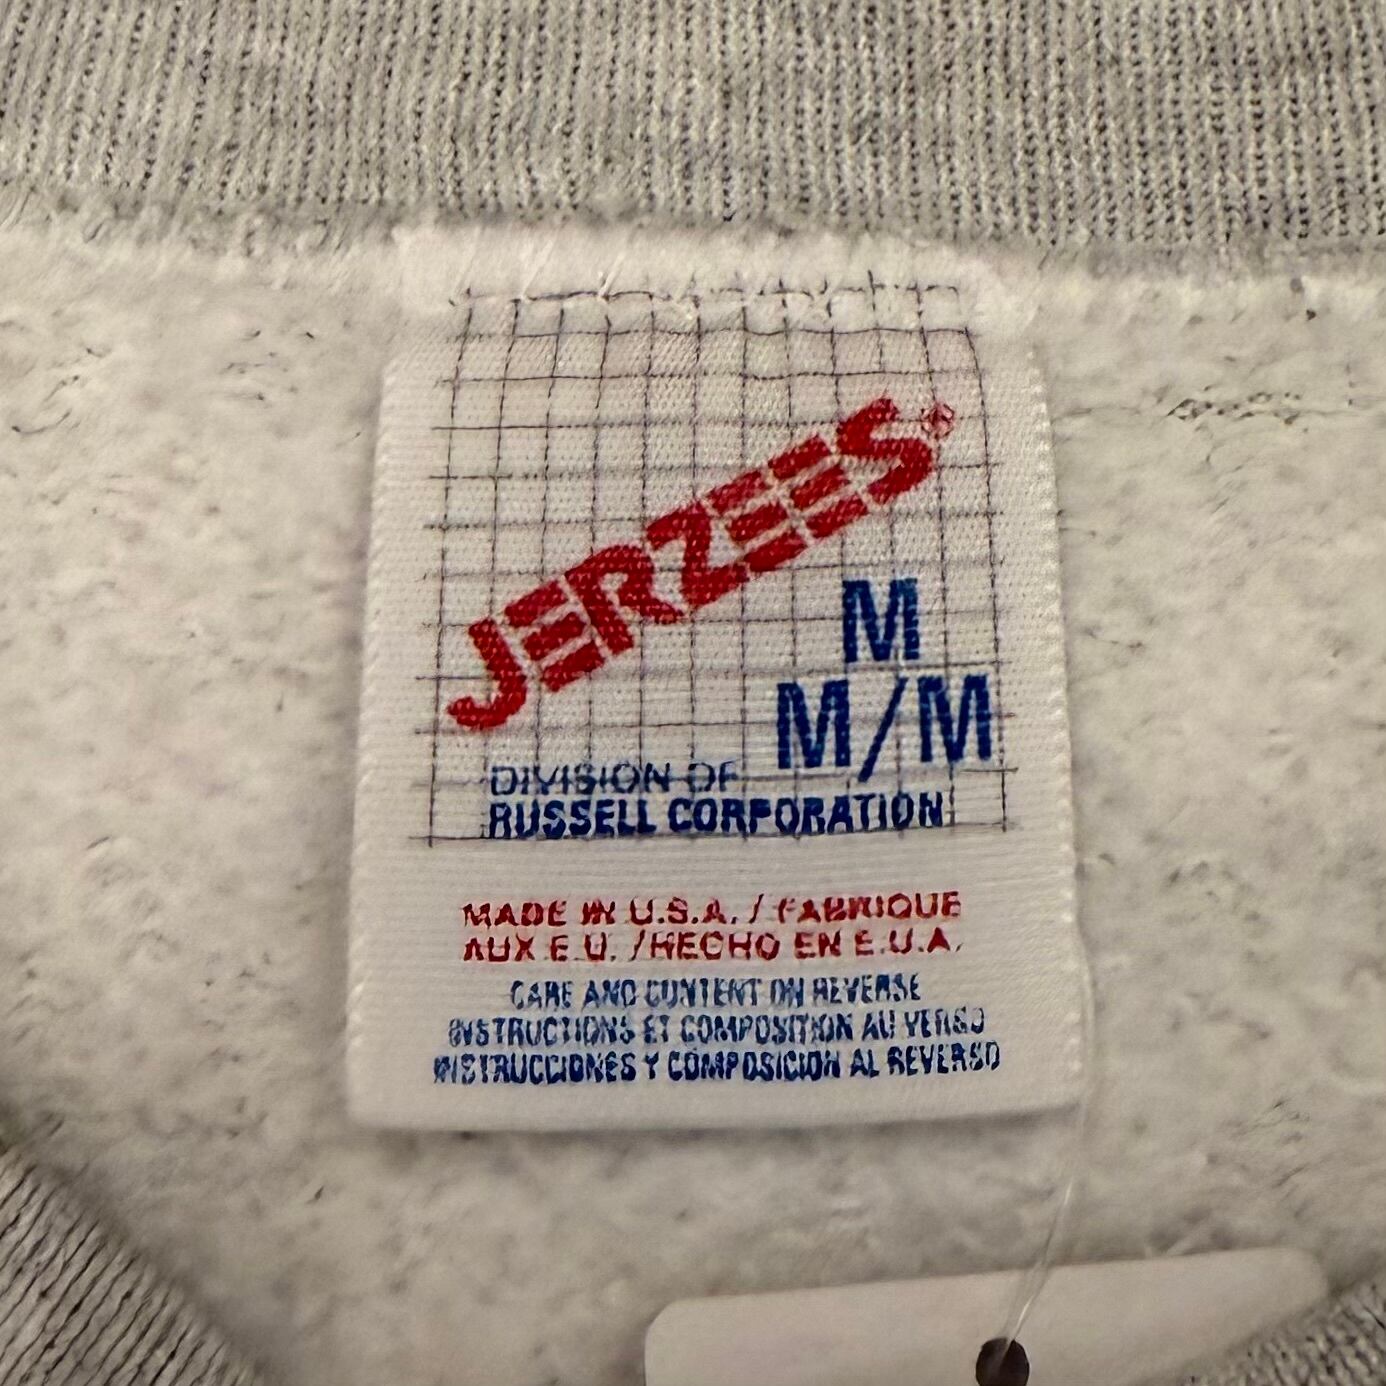 JERZEES®
M
M/M
DIVISION OF
RUSSELL CORPORATION
MADE IN U.S.A. / FABRIQUE
AUX E.U. /HECHO EN E.U.A.
CARE AND CONTENT ON REVERSE
INSTRUCTIONS ET COMPOSITION AU VERSO
INSTRUCCIONES Y COMPOSICION AL REVERSO